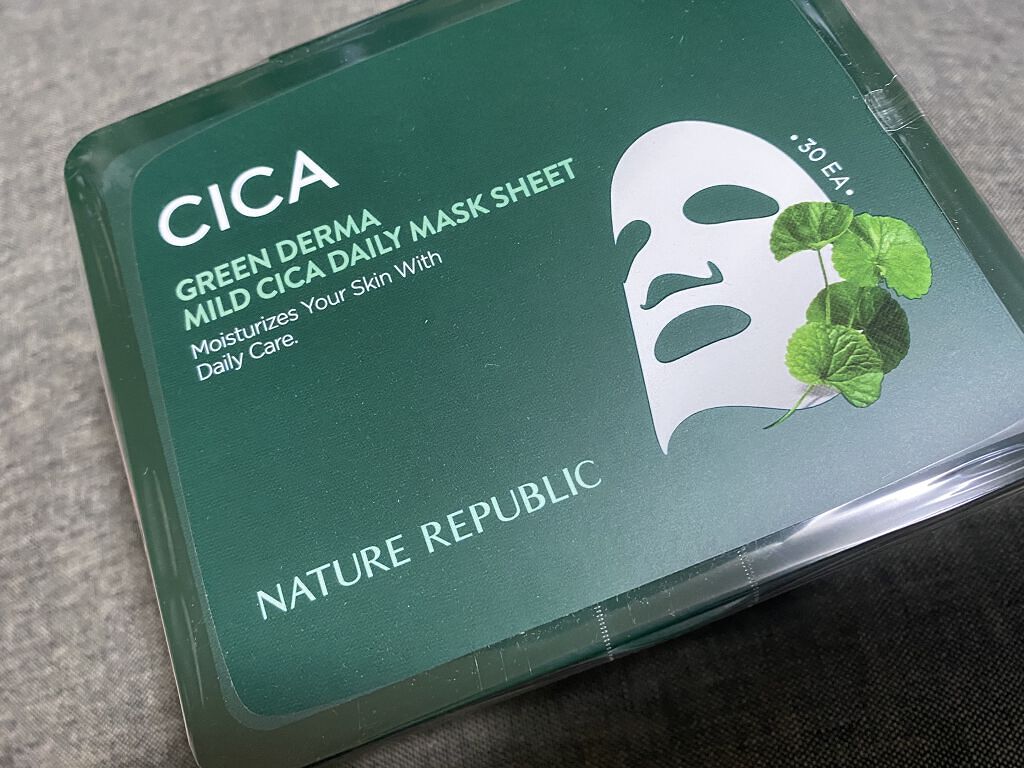 CICA
GREEN DERMA
MILD CICA DAILY MASK SHEET
Moisturizes Your Skin With
Daily Care.
•30 EA•
NATURE REPUBLIC